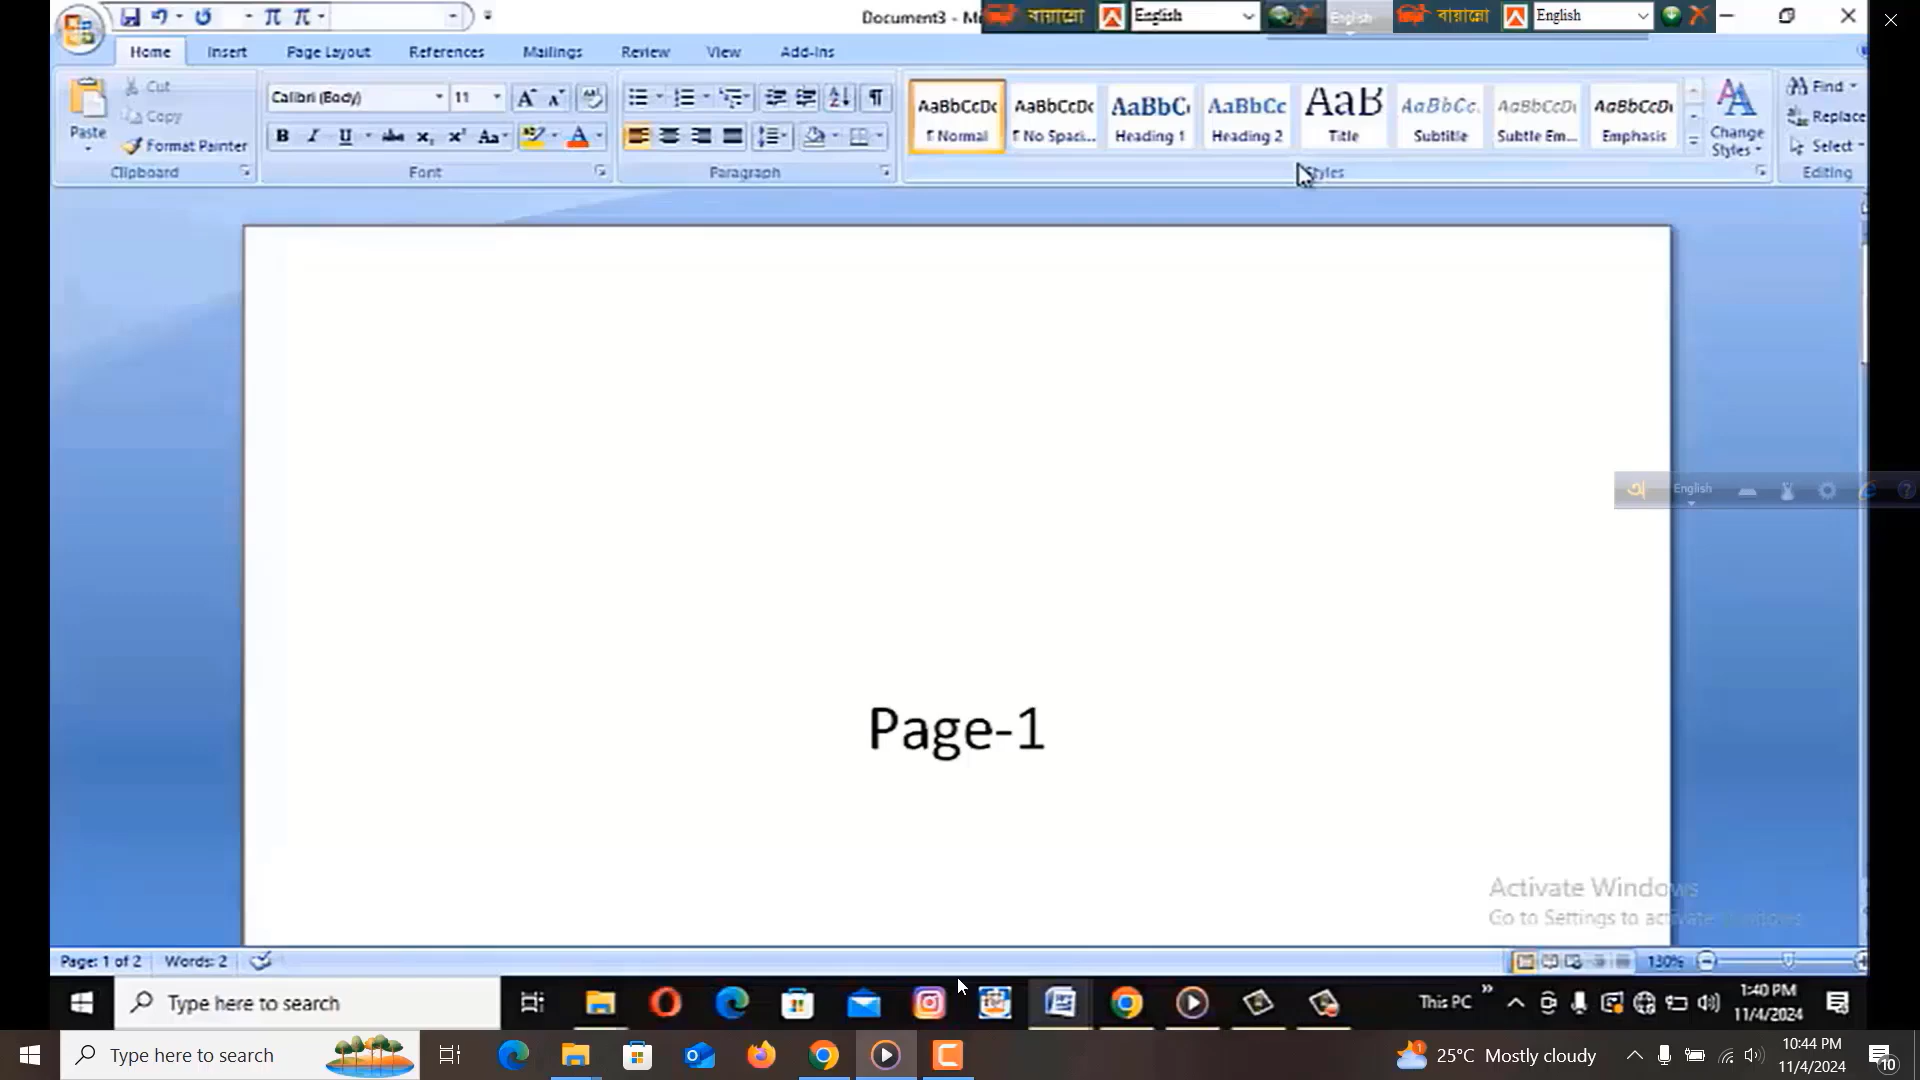 Document3 - M
বায়ান্নো English English বায়ান্নো English
Home Insert Page Layout References Mailings Review View Add-Ins
Paste
Cut
Copy
Format Painter
Clipboard
Calibri (Body) 11
Font
Paragraph
AaBbCcDc AaBbCcDc AaBbC AaBbCc AaB AaBbCc. AaBbCcDi AaBbCcDi
¶ Normal ¶ No Spaci... Heading 1 Heading 2 Title Subtitle Subtle Em... Emphasis
Change
Styles
Find
Replace
Select
Editing
অ English
Page-1
Activate Windows
Go to Settings to activate Windows
Page: 1 of 2 Words: 2 130%
Type here to search This PC 1:40 PM
11/4/2024
Type here to search 25°C Mostly cloudy 10:44 PM
11/4/2024
10